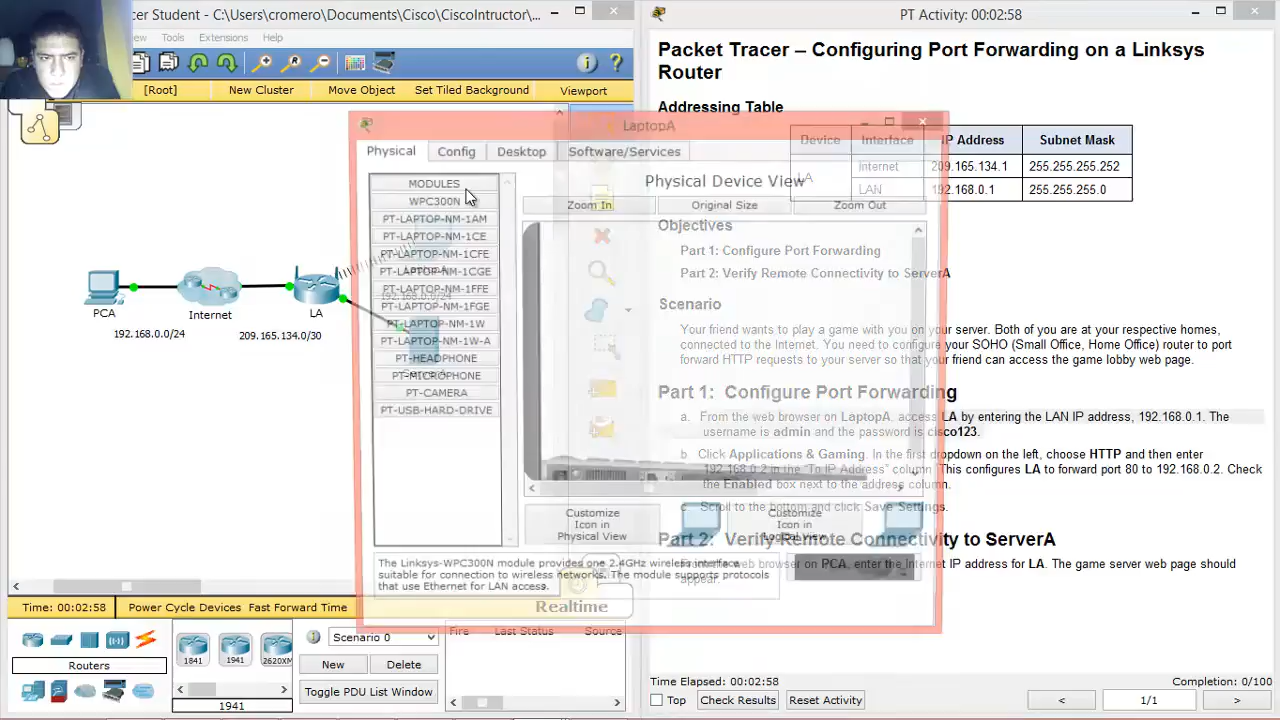 cer Student - C:\Users\cromero\Documents\Cisco\CiscoIntructor\...
ew Tools Extensions Help
[Root] New Cluster Move Object Set Tiled Background Viewport
PCA
192.168.0.0/24
Internet
209.165.134.0/30
LA
LaptopA
Physical Config Desktop Software/Services
MODULES
WPC300N
PT-LAPTOP-NM-1AM
PT-LAPTOP-NM-1CE
PT-LAPTOP-NM-1CFE
PT-LAPTOP-NM-1CGE
PT-LAPTOP-NM-1FFE
PT-LAPTOP-NM-1FGE
PT-LAPTOP-NM-1W
PT-LAPTOP-NM-1W-A
PT-HEADPHONE
PT-MICROPHONE
PT-CAMERA
PT-USB-HARD-DRIVE
Physical Device View
Zoom In Original Size Zoom Out
Customize
Icon in
Physical View
Customize
Icon in
Logical View
The Linksys-WPC300N module provides one 2.4GHz wireless interface
suitable for connection to wireless networks. The module supports protocols
that use Ethernet for LAN access.
Time: 00:02:58 Power Cycle Devices Fast Forward Time
Realtime
Routers
1841 1941 2620XM
1941
Scenario 0
New Delete
Toggle PDU List Window
Fire Last Status Source
PT Activity: 00:02:58
Packet Tracer – Configuring Port Forwarding on a Linksys
Router
Addressing Table
Device Interface IP Address Subnet Mask
LA Internet 209.165.134.1 255.255.255.252
LAN 192.168.0.1 255.255.255.0
Objectives
Part 1: Configure Port Forwarding
Part 2: Verify Remote Connectivity to ServerA
Scenario
Your friend wants to play a game with you on your server. Both of you are at your respective homes,
connected to the Internet. You need to configure your SOHO (Small Office, Home Office) router to port
forward HTTP requests to your server so that your friend can access the game lobby web page.
Part 1: Configure Port Forwarding
a. From the web browser on LaptopA, access LA by entering the LAN IP address, 192.168.0.1. The
username is admin and the password is cisco123.
b Click Applications & Gaming. In the first dropdown on the left, choose HTTP and then enter
192.168.0.2 in the "To IP Address" column. This configures LA to forward port 80 to 192.168.0.2. Check
the Enabled box next to the address column.
c. Scroll to the bottom and click Save Settings.
Part 2: Verify Remote Connectivity to ServerA
From the web browser on PCA, enter the Internet IP address for LA. The game server web page should
appear.
Time Elapsed: 00:02:58 Completion: 0/100
Top Check Results Reset Activity < 1/1 >